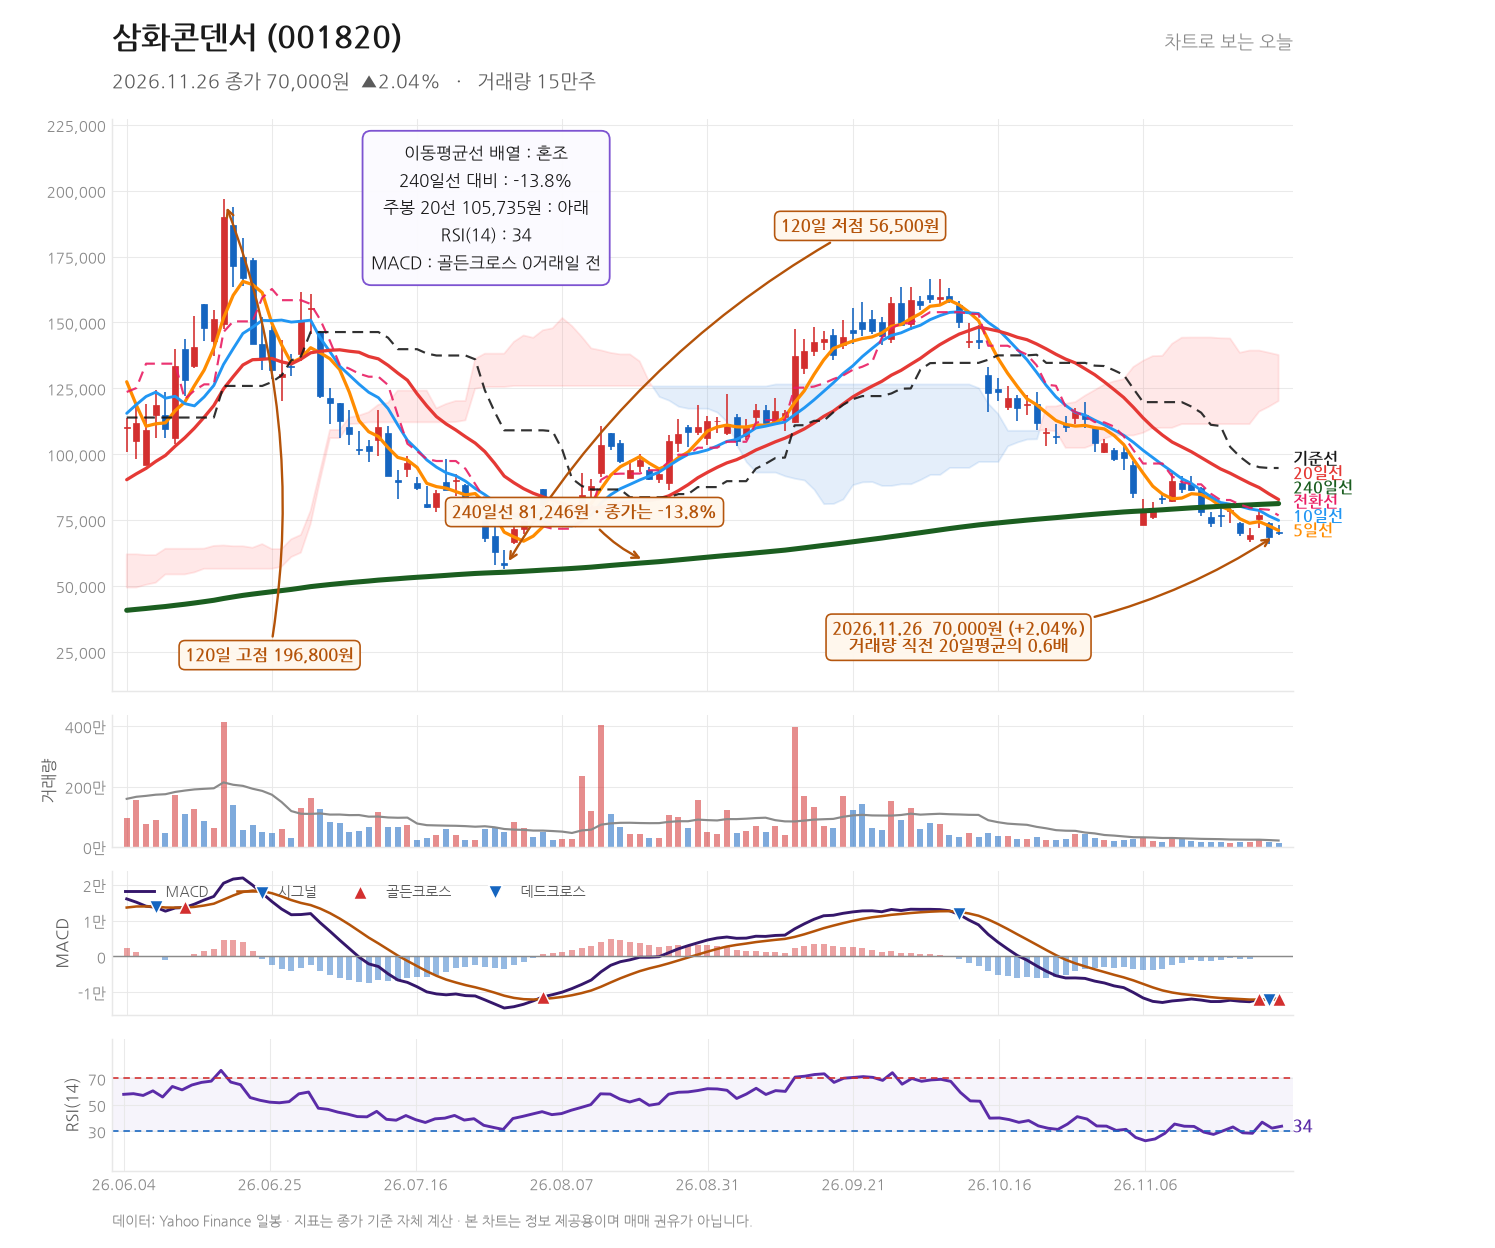 삼화콘덴서 (001820)
차트로 보는 오늘
2026.11.26 종가 70,000원 ▲2.04% · 거래량 15만주
225,000
200,000
175,000
150,000
125,000
100,000
75,000
50,000
25,000
이동평균선 배열 : 혼조
240일선 대비 : -13.8%
주봉 20선 105,735원 : 아래
RSI(14) : 34
MACD : 골든크로스 0거래일 전
120일 저점 56,500원
240일선 81,246원 · 종가는 -13.8%
120일 고점 196,800원
2026.11.26 70,000원 (+2.04%)
거래량 직전 20일평균의 0.6배
기준선
20일선
240일선
전환선
10일선
5일선
거래량
400만
200만
0만
MACD
2만
1만
0
-1만
MACD 시그널 골든크로스 데드크로스
RSI(14)
70
50
30
34
26.06.04 26.06.25 26.07.16 26.08.07 26.08.31 26.09.21 26.10.16 26.11.06
데이터: Yahoo Finance 일봉 · 지표는 종가 기준 자체 계산 · 본 차트는 정보 제공용이며 매매 권유가 아닙니다.